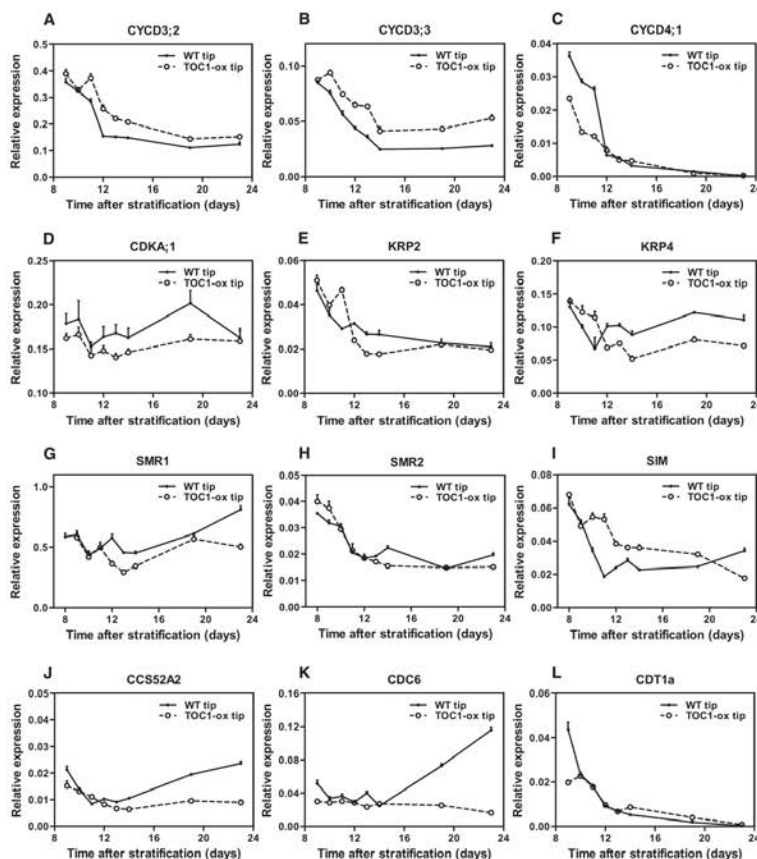 A
CYCD3;2
WT tip
TOC1-ox tip
Relative expression
0.5
0.4
0.3
0.2
0.1
0.0
8 12 16 20 24
Time after stratification (days)
B
CYCD3;3
WT tip
TOC1-ox tip
Relative expression
0.10
0.05
0.00
8 12 16 20 24
Time after stratification (days)
C
CYCD4;1
WT tip
TOC1-ox tip
Relative expression
0.04
0.03
0.02
0.01
0.00
8 12 16 20 24
Time after stratification (days)
D
CDKA;1
WT tip
TOC1-ox tip
Relative expression
0.25
0.20
0.15
0.10
8 12 16 20 24
Time after stratification (days)
E
KRP2
WT tip
TOC1-ox tip
Relative expression
0.06
0.04
0.02
0.00
8 12 16 20 24
Time after stratification (days)
F
KRP4
WT tip
TOC1-ox tip
Relative expression
0.20
0.15
0.10
0.05
0.00
8 12 16 20 24
Time after stratification (days)
G
SMR1
WT tip
TOC1-ox tip
Relative expression
1.0
0.5
0.0
8 12 16 20 24
Time after stratification (days)
H
SMR2
WT tip
TOC1-ox tip
Relative expression
0.05
0.04
0.03
0.02
0.01
0.00
8 12 16 20 24
Time after stratification (days)
I
SIM
WT tip
TOC1-ox tip
Relative expression
0.08
0.06
0.04
0.02
0.00
8 12 16 20 24
Time after stratification (days)
J
CCS52A2
WT tip
TOC1-ox tip
Relative expression
0.05
0.04
0.03
0.02
0.01
0.00
8 12 16 20 24
Time after stratification (days)
K
CDC6
WT tip
TOC1-ox tip
Relative expression
0.16
0.12
0.08
0.04
0.00
8 12 16 20 24
Time after stratification (days)
L
CDT1a
WT tip
TOC1-ox tip
Relative expression
0.06
0.04
0.02
0.00
8 12 16 20 24
Time after stratification (days)